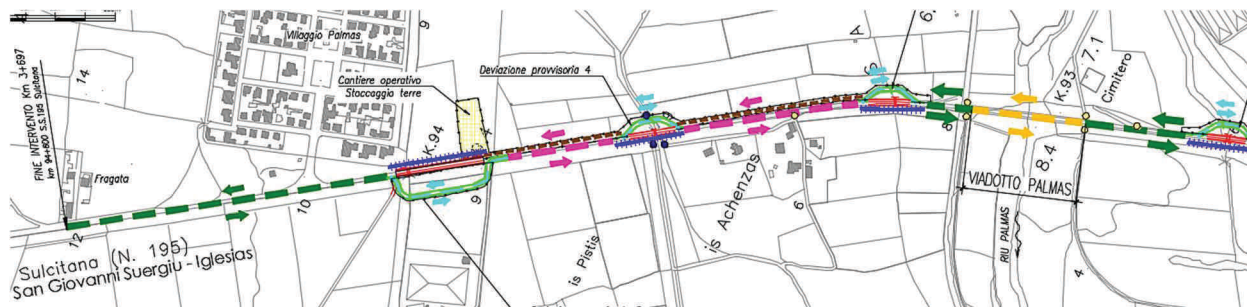 FINE INTERVENTO Km 3+697
km 94+800 S.S.195 Sulcitana
14
Fragata
12
Sulcitana (N. 195)
San Giovanni Suergiu - Iglesias
Villaggio Palmas
9
Cantiere operativo
Stoccaggio terre
K.94
10
9
Deviazione provvisoria 4
is Pistis
is Achenzas
6
A
8
VIADOTTO PALMAS
8.4
RIU PALMAS
K.93
7.1
Cimitero
4